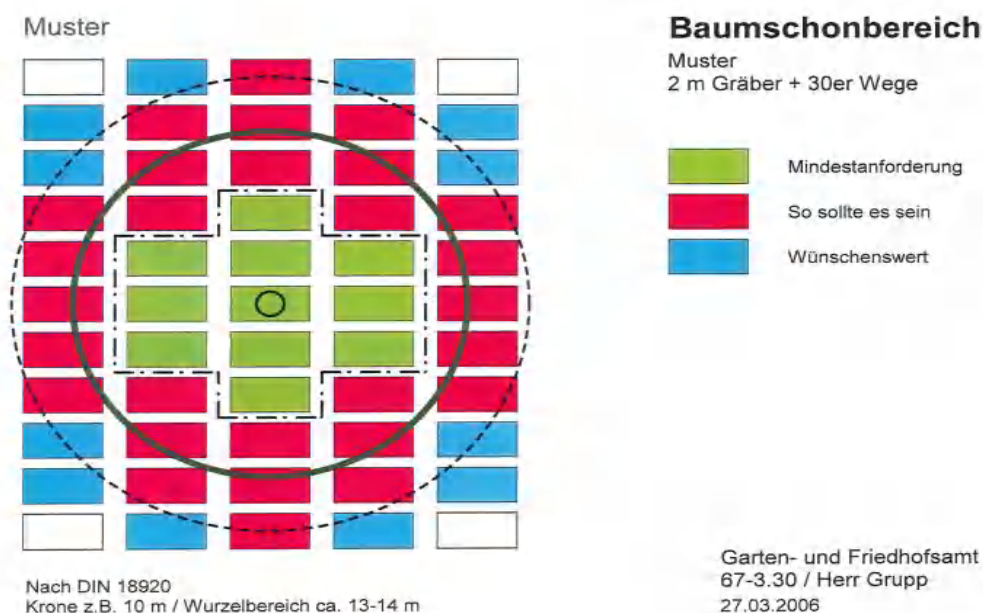 Muster
Baumschonbereich
Muster
2 m Gräber + 30er Wege
Mindestanforderung
So sollte es sein
Wünschenswert
Nach DIN 18920
Krone z.B. 10 m / Wurzelbereich ca. 13-14 m
Garten- und Friedhofsamt
67-3.30 / Herr Grupp
27.03.2006